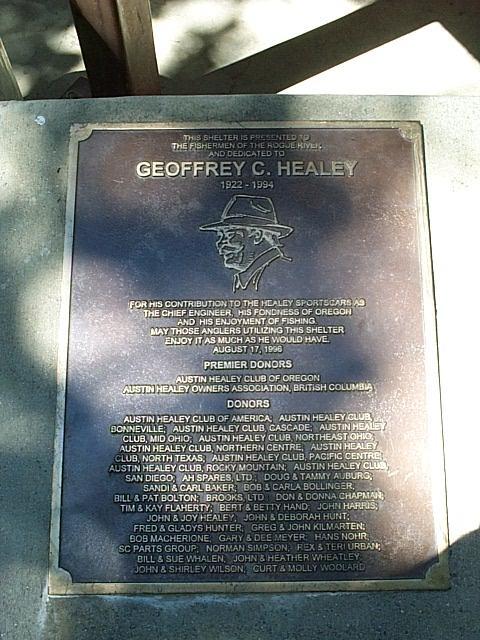 THIS SHELTER IS PRESENTED TO
THE FISHERMEN OF THE ROGUE RIVER,
AND DEDICATED TO
GEOFFREY C. HEALEY
1922 - 1994
FOR HIS CONTRIBUTION TO THE HEALEY SPORTSCARS AS
THE CHIEF ENGINEER, HIS FONDNESS OF OREGON
AND HIS ENJOYMENT OF FISHING.
MAY THOSE ANGLERS UTILIZING THIS SHELTER
ENJOY IT AS MUCH AS HE WOULD HAVE.
AUGUST 17, 1996
PREMIER DONORS
AUSTIN HEALEY CLUB OF OREGON
AUSTIN HEALEY OWNERS ASSOCIATION, BRITISH COLUMBIA
DONORS
AUSTIN HEALEY CLUB OF AMERICA; AUSTIN HEALEY CLUB,
BONNEVILLE; AUSTIN HEALEY CLUB, CASCADE; AUSTIN HEALEY
CLUB, MID OHIO; AUSTIN HEALEY CLUB, NORTHEAST OHIO;
AUSTIN HEALEY CLUB, NORTHERN CENTRE; AUSTIN HEALEY
CLUB, NORTH TEXAS; AUSTIN HEALEY CLUB, PACIFIC CENTRE;
AUSTIN HEALEY CLUB, ROCKY MOUNTAIN; AUSTIN HEALEY CLUB,
SAN DIEGO; AH SPARES, LTD.; DOUG & TAMMY AUBURG;
SANDI & CARL BAKER; BOB & CARLA BOLLINGER;
BILL & PAT BOLTON; BROOKS, LTD. DON & DONNA CHAPMAN;
TIM & KAY FLAHERTY; BERT & BETTY HAND; JOHN HARRIS;
JOHN & JOY HEALEY; JOHN & DEBORAH HUNT;
FRED & GLADYS HUNTER; GREG & JOHN KILMARTEN;
BOB MACHERIONE; GARY & DEE MEYER; HANS NOHR;
SC PARTS GROUP; NORMAN SIMPSON; REX & TERI URBAN;
BILL & SUE WHALEN; JOHN & HEATHER WHEATLEY;
JOHN & SHIRLEY WILSON; CURT & MOLLY WOOLARD